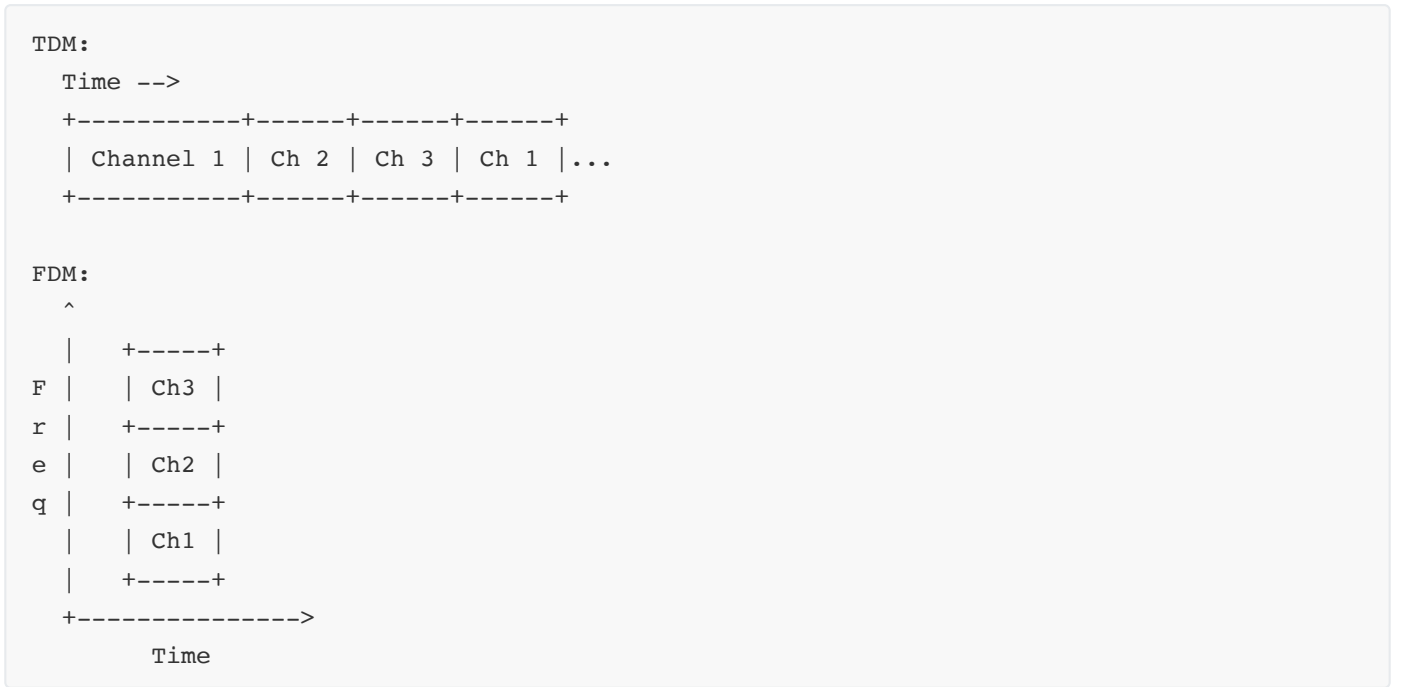 TDM:
  Time -->
  +-----------+------+------+------+
  | Channel 1 | Ch 2 | Ch 3 | Ch 1 |...
  +-----------+------+------+------+

FDM:
  ^
  |   +-----+
F |   | Ch3 |
r |   +-----+
e |   | Ch2 |
q |   +-----+
  |   | Ch1 |
  |   +-----+
  +--------------->
        Time